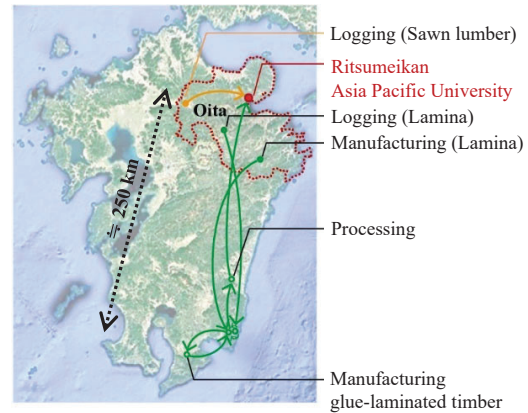 Logging (Sawn lumber)
Ritsumeikan
Asia Pacific University
Oita
Logging (Lamina)
Manufacturing (Lamina)
≒ 250 km
Processing
Manufacturing
glue-laminated timber